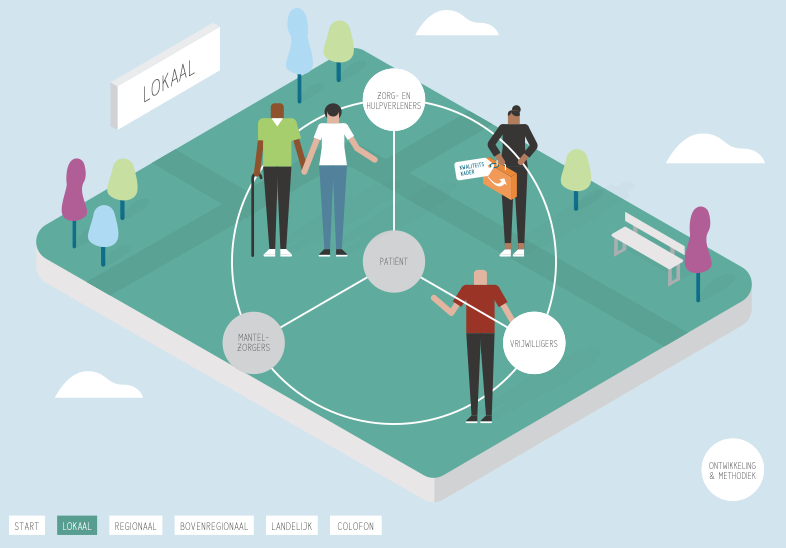 LOKAAL
ZORG- EN
HULPVERLENERS
KWALITEITS
KADER
PATIËNT
MANTEL-
ZORGERS
VRIJWILLIGERS
ONTWIKKELING
& METHODIEK
START
LOKAAL
REGIONAAL
BOVENREGIONAAL
LANDELIJK
COLOFON